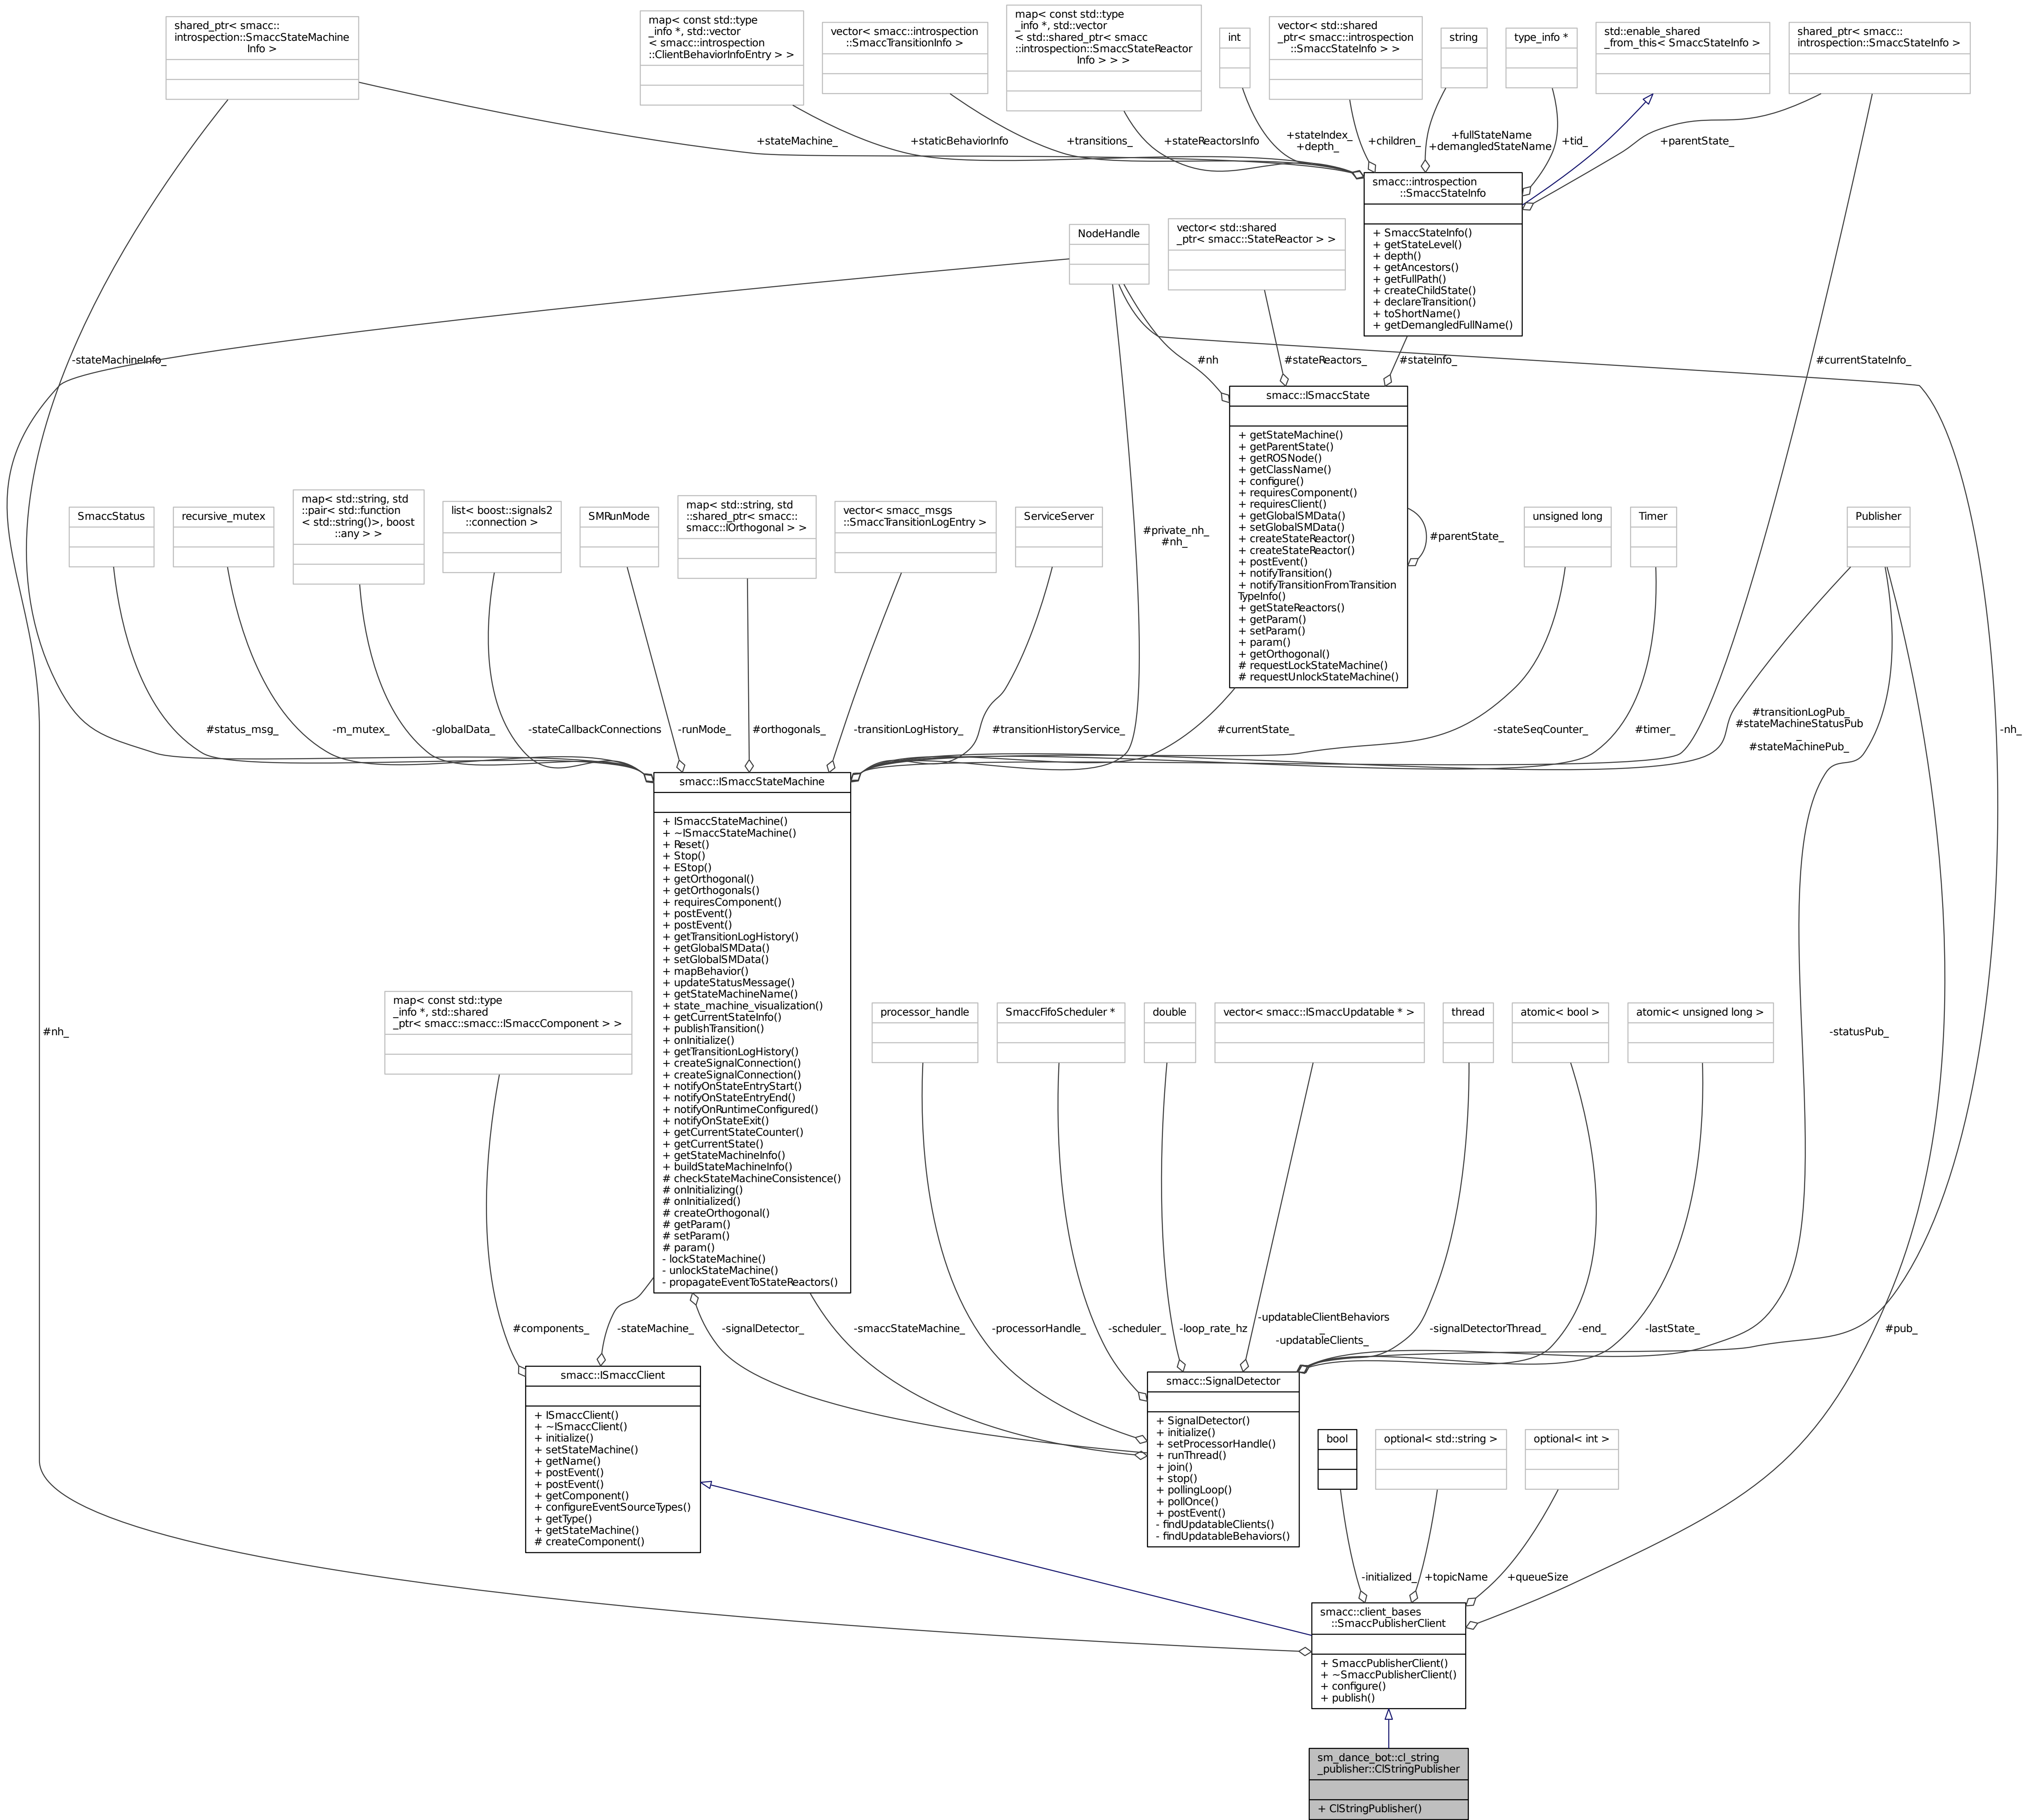 shared_ptr< smacc::
introspection::SmaccStateMachine
Info >
map< const std::type
_info *, std::vector
< smacc::introspection
::ClientBehaviorInfoEntry > >
vector< smacc::introspection
::SmaccTransitionInfo >
map< const std::type
_info *, std::vector
< std::shared_ptr< smacc
::introspection::SmaccStateReactor
Info > > >
int
vector< std::shared
_ptr< smacc::introspection
::SmaccStateInfo > >
string
type_info *
std::enable_shared
_from_this< SmaccStateInfo >
shared_ptr< smacc::
introspection::SmaccStateInfo >
+stateMachine_
+staticBehaviorInfo
+transitions_
+stateReactorsInfo
+stateIndex_
+depth_
+children_
+fullStateName
+demangledStateName
+tid_
+parentState_
smacc::introspection
::SmaccStateInfo
+ SmaccStateInfo()
+ getStateLevel()
+ depth()
+ getAncestors()
+ getFullPath()
+ createChildState()
+ declareTransition()
+ toShortName()
+ getDemangledFullName()
NodeHandle
vector< std::shared
_ptr< smacc::StateReactor > >
-stateMachineInfo_
#nh
#stateReactors_
#stateInfo_
#currentStateInfo_
smacc::ISmaccState
+ getStateMachine()
+ getParentState()
+ getROSNode()
+ getClassName()
+ configure()
+ requiresComponent()
+ requiresClient()
+ getGlobalSMData()
+ setGlobalSMData()
+ createStateReactor()
+ createStateReactor()
+ postEvent()
+ notifyTransition()
+ notifyTransitionFromTransition
TypeInfo()
+ getStateReactors()
+ getParam()
+ setParam()
+ param()
+ getOrthogonal()
# requestLockStateMachine()
# requestUnlockStateMachine()
#parentState_
SmaccStatus
recursive_mutex
map< std::string, std
::pair< std::function
< std::string()>, boost
::any > >
list< boost::signals2
::connection >
SMRunMode
map< std::string, std
::shared_ptr< smacc::
smacc::IOrthogonal > >
vector< smacc_msgs
::SmaccTransitionLogEntry >
ServiceServer
#private_nh_
#nh_
unsigned long
Timer
Publisher
#status_msg_
-m_mutex_
-globalData_
-stateCallbackConnections
-runMode_
#orthogonals_
-transitionLogHistory_
#transitionHistoryService_
#currentState_
-stateSeqCounter_
#timer_
#transitionLogPub_
#stateMachineStatusPub
_
#stateMachinePub_
-nh_
smacc::ISmaccStateMachine
+ ISmaccStateMachine()
+ ~ISmaccStateMachine()
+ Reset()
+ Stop()
+ EStop()
+ getOrthogonal()
+ getOrthogonals()
+ requiresComponent()
+ postEvent()
+ postEvent()
+ getTransitionLogHistory()
+ getGlobalSMData()
+ setGlobalSMData()
+ mapBehavior()
+ updateStatusMessage()
+ getStateMachineName()
+ state_machine_visualization()
+ getCurrentStateInfo()
+ publishTransition()
+ onInitialize()
+ getTransitionLogHistory()
+ createSignalConnection()
+ createSignalConnection()
+ notifyOnStateEntryStart()
+ notifyOnStateEntryEnd()
+ notifyOnRuntimeConfigured()
+ notifyOnStateExit()
+ getCurrentStateCounter()
+ getCurrentState()
+ getStateMachineInfo()
+ buildStateMachineInfo()
# checkStateMachineConsistence()
# onInitializing()
# onInitialized()
# createOrthogonal()
# getParam()
# setParam()
# param()
- lockStateMachine()
- unlockStateMachine()
- propagateEventToStateReactors()
#nh_
map< const std::type
_info *, std::shared
_ptr< smacc::smacc::ISmaccComponent > >
processor_handle
SmaccFifoScheduler *
double
vector< smacc::ISmaccUpdatable * >
thread
atomic< bool >
atomic< unsigned long >
-statusPub_
#components_
-stateMachine_
-signalDetector_
-smaccStateMachine_
-processorHandle_
-scheduler_
-loop_rate_hz
-updatableClientBehaviors
_
-updatableClients_
-signalDetectorThread_
-end_
-lastState_
#pub_
smacc::ISmaccClient
+ ISmaccClient()
+ ~ISmaccClient()
+ initialize()
+ setStateMachine()
+ getName()
+ postEvent()
+ postEvent()
+ getComponent()
+ configureEventSourceTypes()
+ getType()
+ getStateMachine()
# createComponent()
smacc::SignalDetector
+ SignalDetector()
+ initialize()
+ setProcessorHandle()
+ runThread()
+ join()
+ stop()
+ pollingLoop()
+ pollOnce()
+ postEvent()
- findUpdatableClients()
- findUpdatableBehaviors()
bool
optional< std::string >
optional< int >
-initialized_
+topicName
+queueSize
smacc::client_bases
::SmaccPublisherClient
+ SmaccPublisherClient()
+ ~SmaccPublisherClient()
+ configure()
+ publish()
sm_dance_bot::cl_string
_publisher::ClStringPublisher
+ ClStringPublisher()